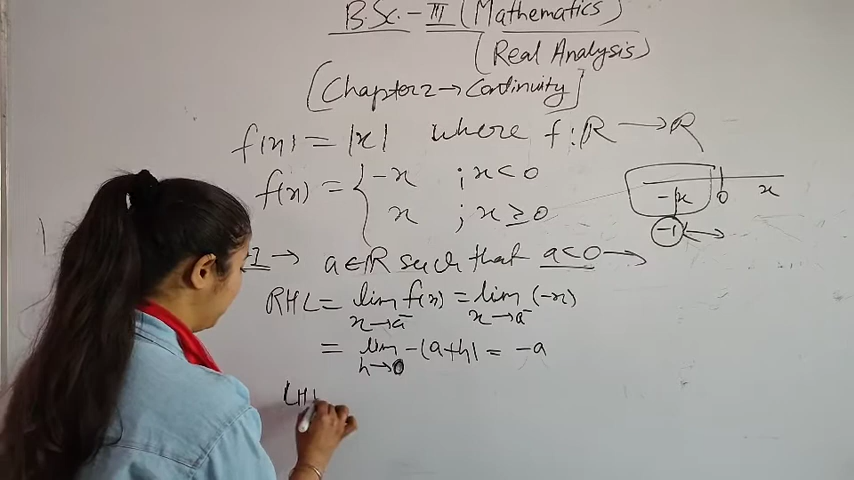 B.Sc.-III (Mathematics)
(Real Analysis)
[Chapter 2 → Continuity]
f(x) = |x| where f: R → R
f(x) = { -x ; x < 0
x ; x ≥ 0
-x 0 x
-1
I → a ∈ R such that a < 0 →
RHL = lim f(x) = lim (-x)
x→a⁻ x→a⁻
= lim -(a+h) = -a
h→0
LHL